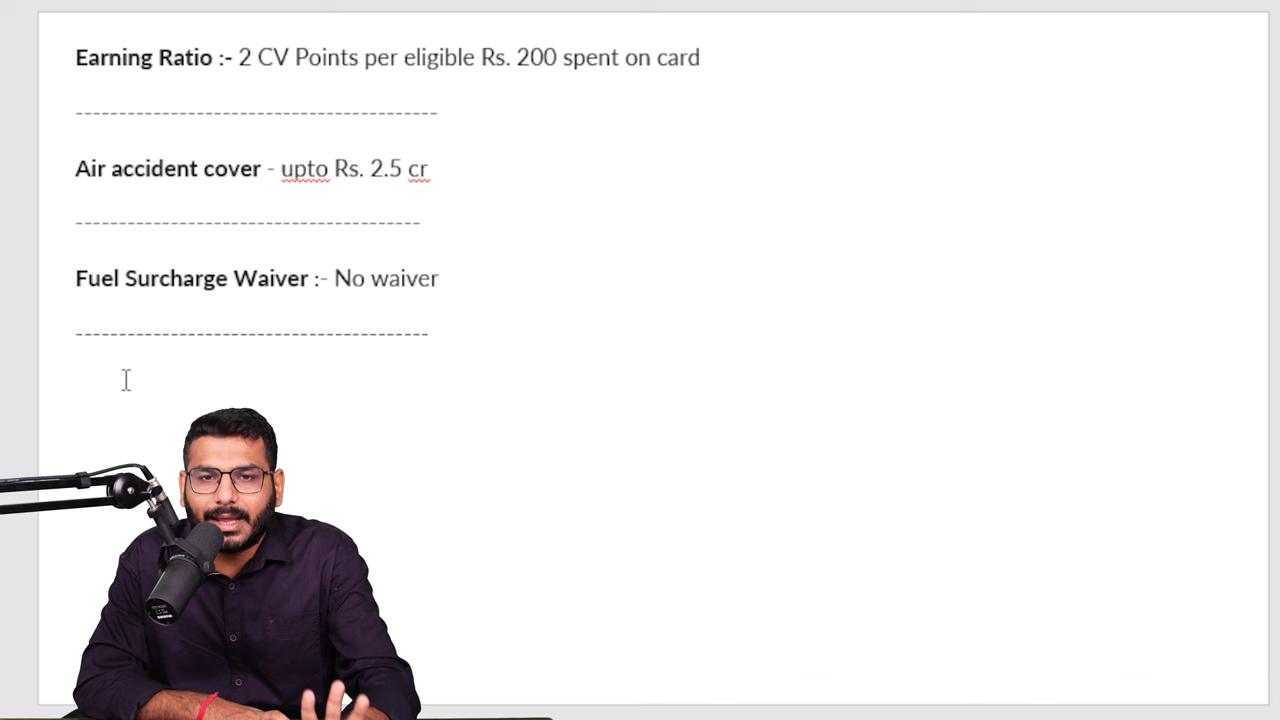 Earning Ratio :- 2 CV Points per eligible Rs. 200 spent on card
-----------------------------------------
Air accident cover - upto Rs. 2.5 cr
---------------------------------------
Fuel Surcharge Waiver :- No waiver
----------------------------------------